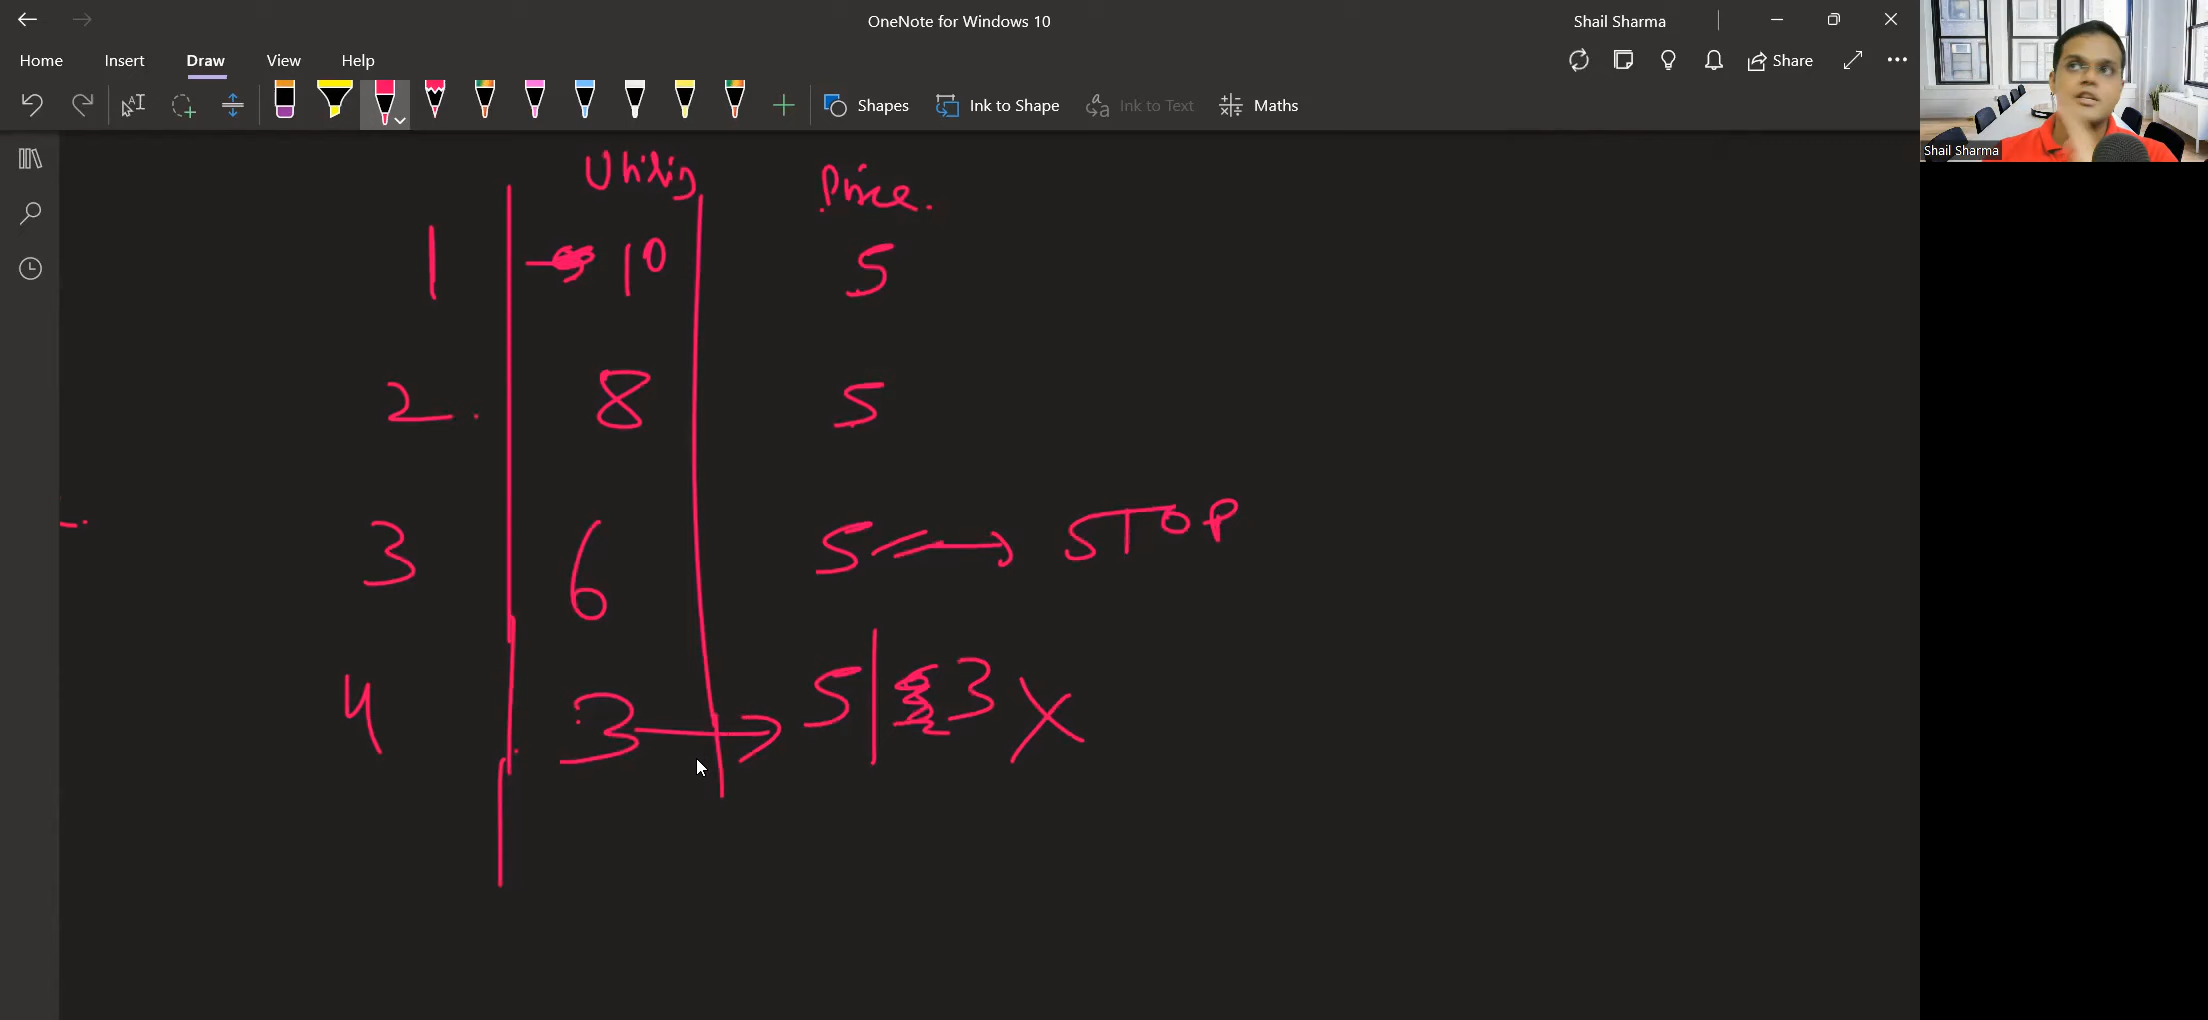 OneNote for Windows 10
Shail Sharma
Home Insert Draw View Help
Share
Shapes Ink to Shape Ink to Text Maths
Shail Sharma
Utility Price.
1 10 5
2. 8 5
3 6 5 → STOP
4 3 → 5 | 3 X